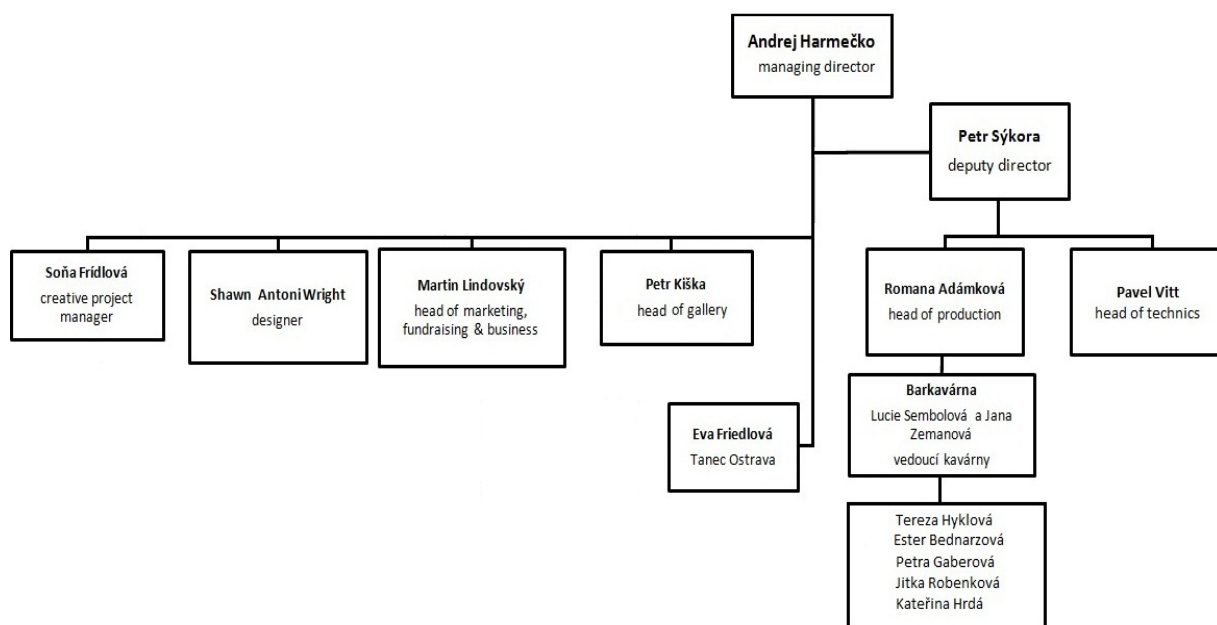 Andrej Harmečko
managing director
Petr Sýkora
deputy director
Soňa Frídlová
creative project
manager
Shawn Antoni Wright
designer
Martin Lindovský
head of marketing,
fundraising & business
Petr Kiška
head of gallery
Romana Adámková
head of production
Pavel Vitt
head of technics
Eva Friedlová
Tanec Ostrava
Barkavárna
Lucie Sembolová a Jana
Zemanová
vedoucí kavárny
Tereza Hyklová
Ester Bednarzová
Petra Gaberová
Jitka Robenková
Kateřina Hrdá